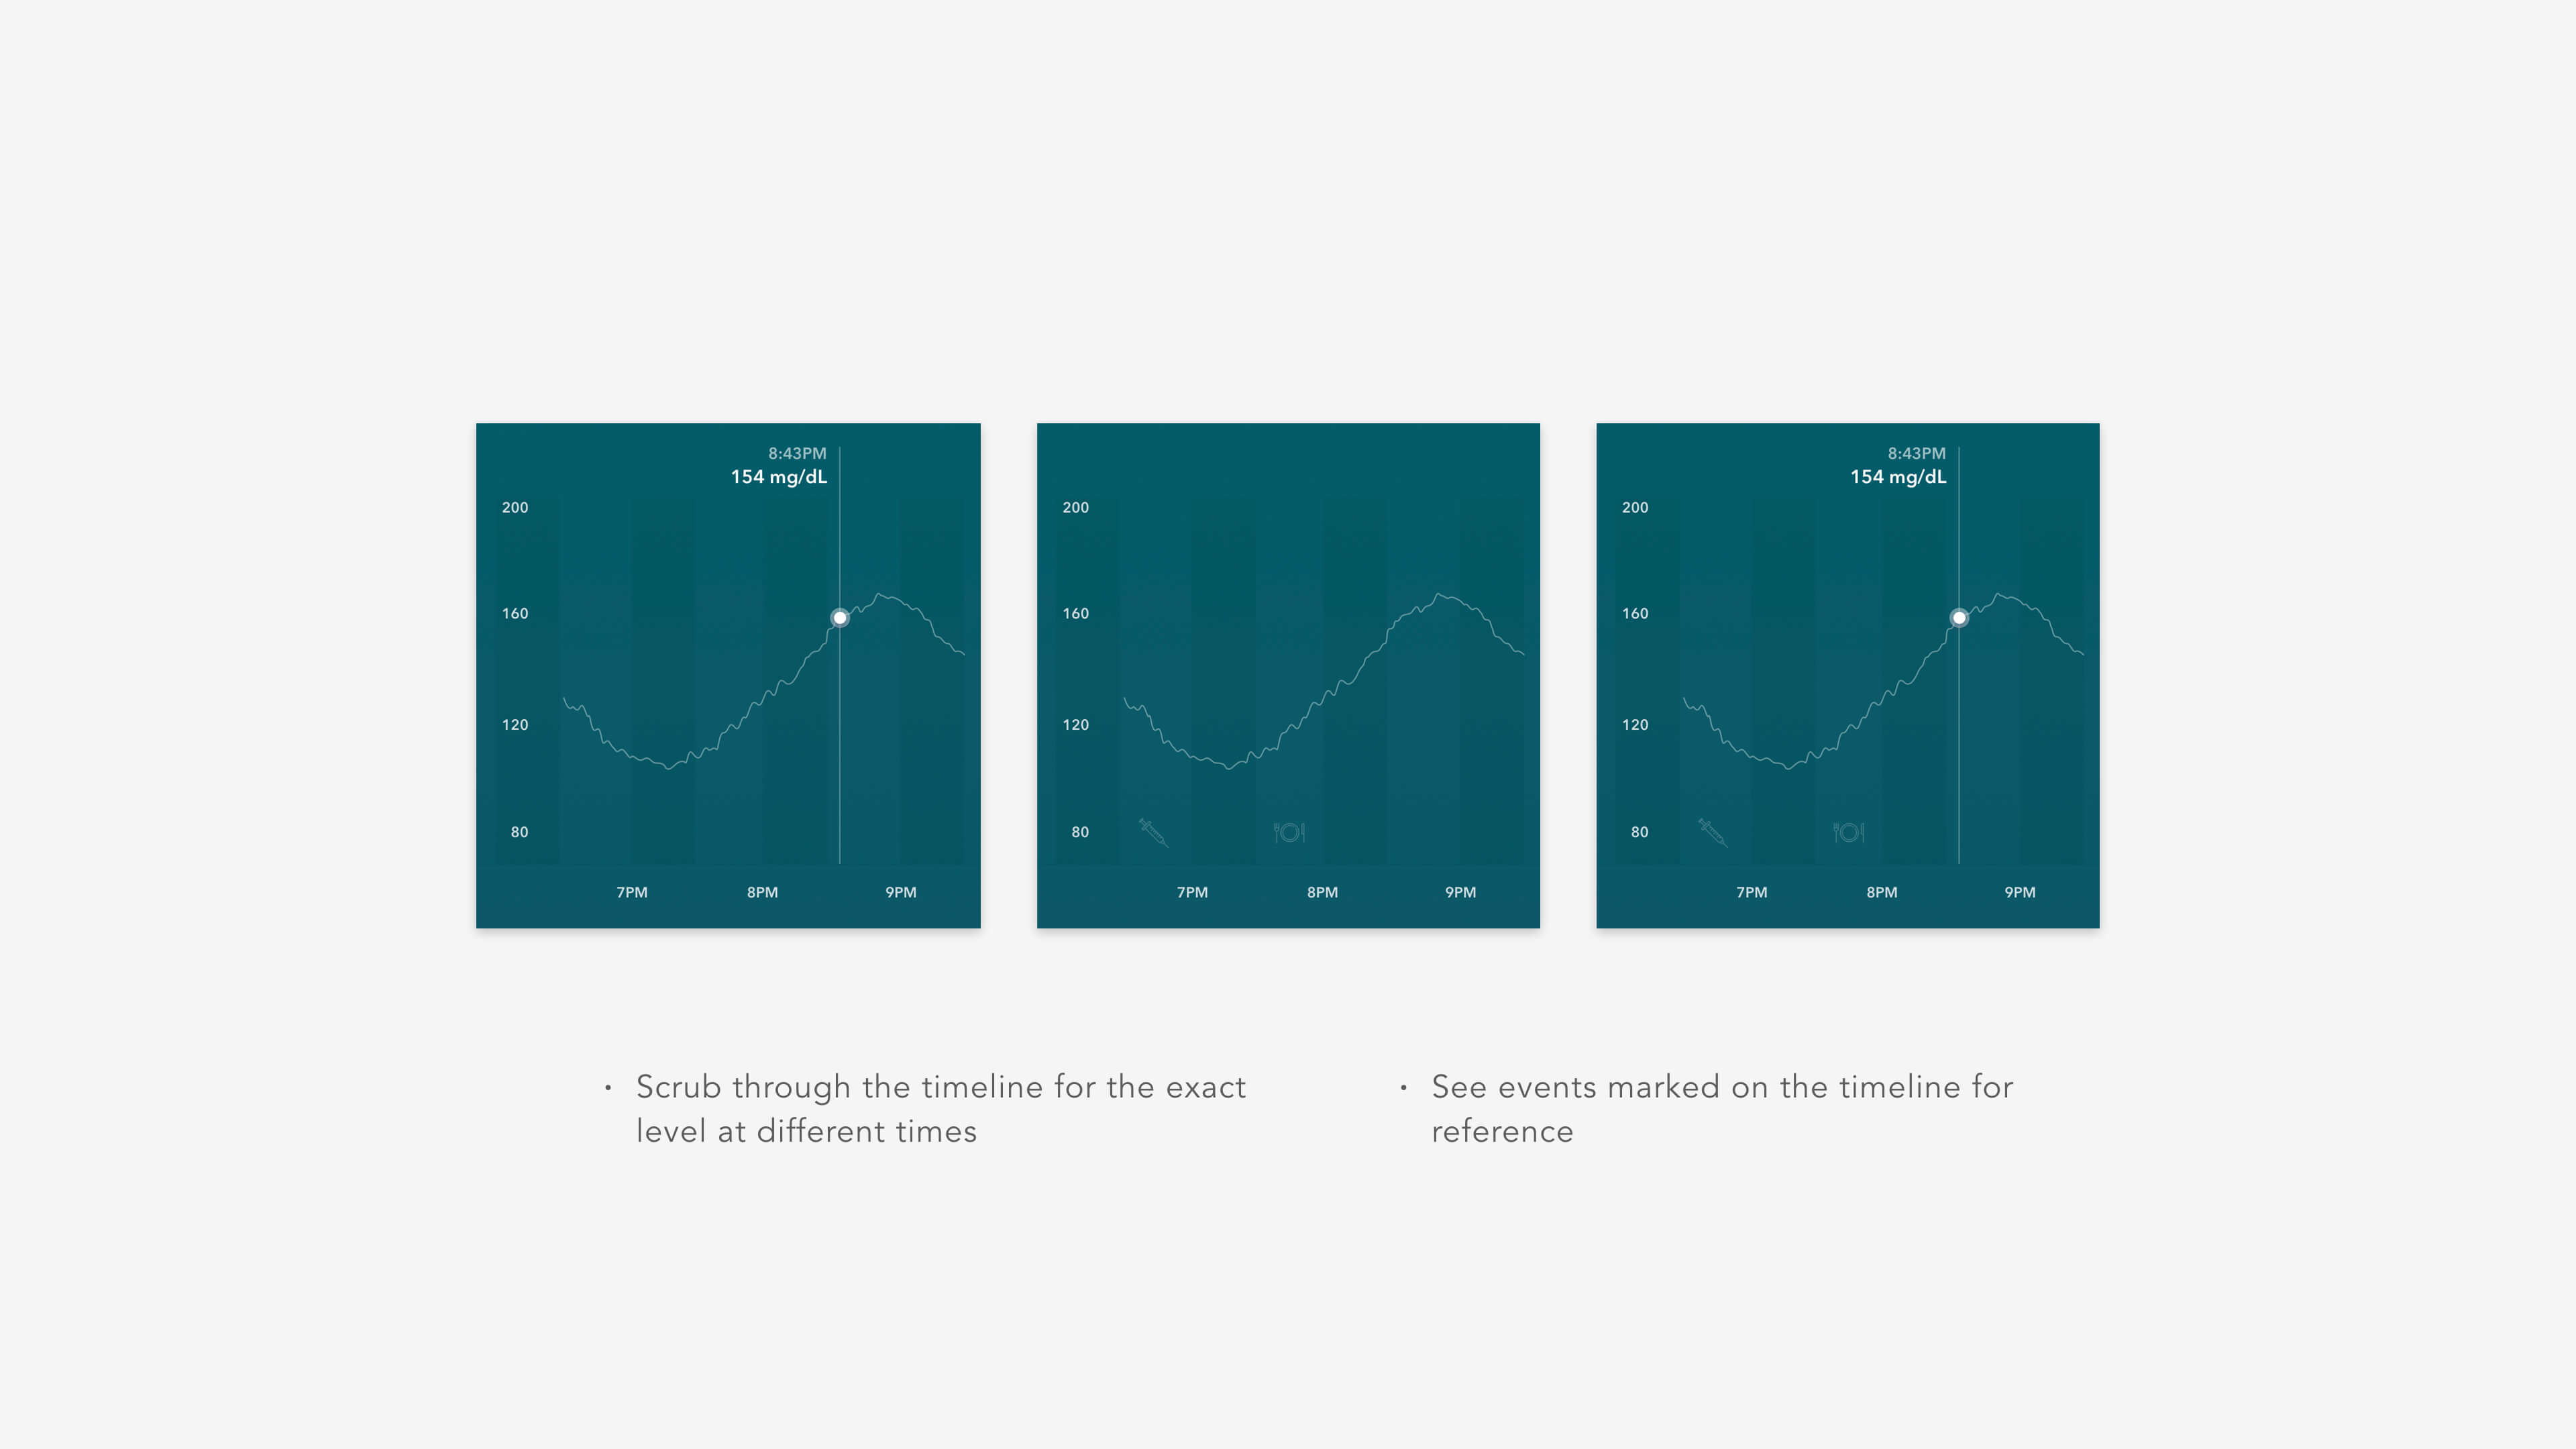 8:43PM
154 mg/dL
200
160
120
80
7PM 8PM 9PM
200
160
120
80
7PM 8PM 9PM
8:43PM
154 mg/dL
200
160
120
80
7PM 8PM 9PM
• Scrub through the timeline for the exact
level at different times
• See events marked on the timeline for
reference